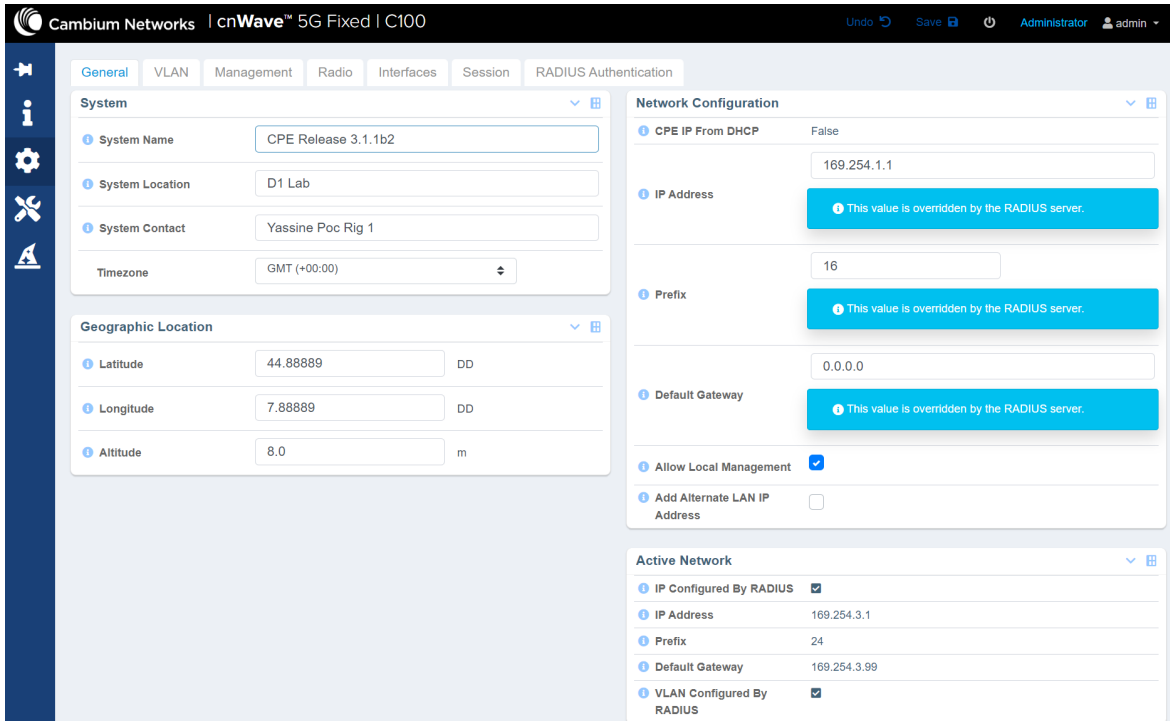 Cambium Networks | cnWave™ 5G Fixed | C100
Undo Save Administrator admin
General VLAN Management Radio Interfaces Session RADIUS Authentication
System
System Name CPE Release 3.1.1b2
System Location D1 Lab
System Contact Yassine Poc Rig 1
Timezone GMT (+00:00)
Geographic Location
Latitude 44.88889 DD
Longitude 7.88889 DD
Altitude 8.0 m
Network Configuration
CPE IP From DHCP False
169.254.1.1
IP Address
This value is overridden by the RADIUS server.
16
Prefix
This value is overridden by the RADIUS server.
0.0.0.0
Default Gateway
This value is overridden by the RADIUS server.
Allow Local Management
Add Alternate LAN IP
Address
Active Network
IP Configured By RADIUS
IP Address 169.254.3.1
Prefix 24
Default Gateway 169.254.3.99
VLAN Configured By
RADIUS